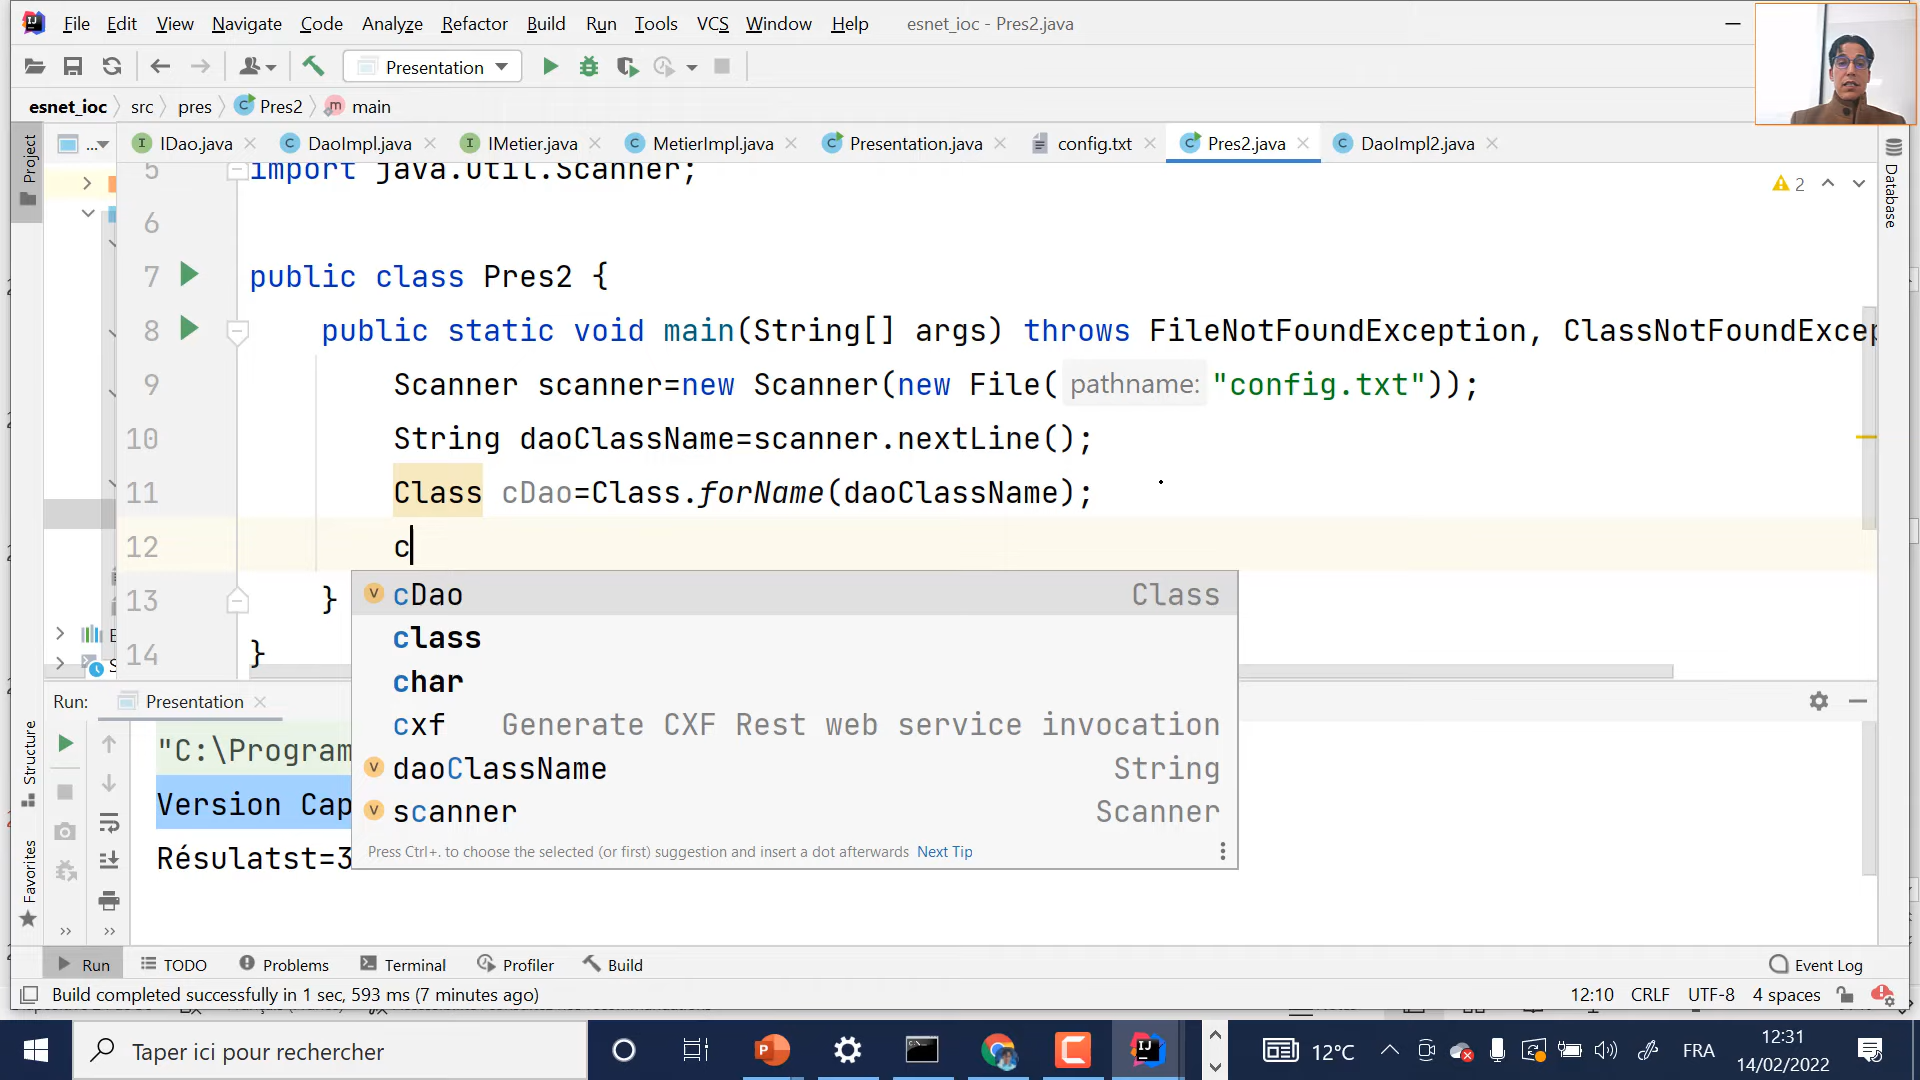 File Edit View Navigate Code Analyze Refactor Build Run Tools VCS Window Help esnet_ioc - Pres2.java
Presentation
esnet_ioc src pres Pres2 main
Project
...
IDao.java DaoImpl.java IMetier.java MetierImpl.java Presentation.java config.txt Pres2.java DaoImpl2.java
Database
2
5 import java.util.Scanner;
6
7 public class Pres2 {
8 public static void main(String[] args) throws FileNotFoundException, ClassNotFoundExcep
9 Scanner scanner=new Scanner(new File( pathname: "config.txt"));
10 String daoClassName=scanner.nextLine();
11 Class cDao=Class.forName(daoClassName);
12 c
13 }
14 }
cDao Class
class
char
cxf Generate CXF Rest web service invocation
daoClassName String
scanner Scanner
Press Ctrl+. to choose the selected (or first) suggestion and insert a dot afterwards Next Tip
Run: Presentation
"C:\Program
Version Cap
Résulatst=3
Structure
Favorites
Run TODO Problems Terminal Profiler Build Event Log
Build completed successfully in 1 sec, 593 ms (7 minutes ago) 12:10 CRLF UTF-8 4 spaces
Taper ici pour rechercher
12°C FRA
12:31
14/02/2022